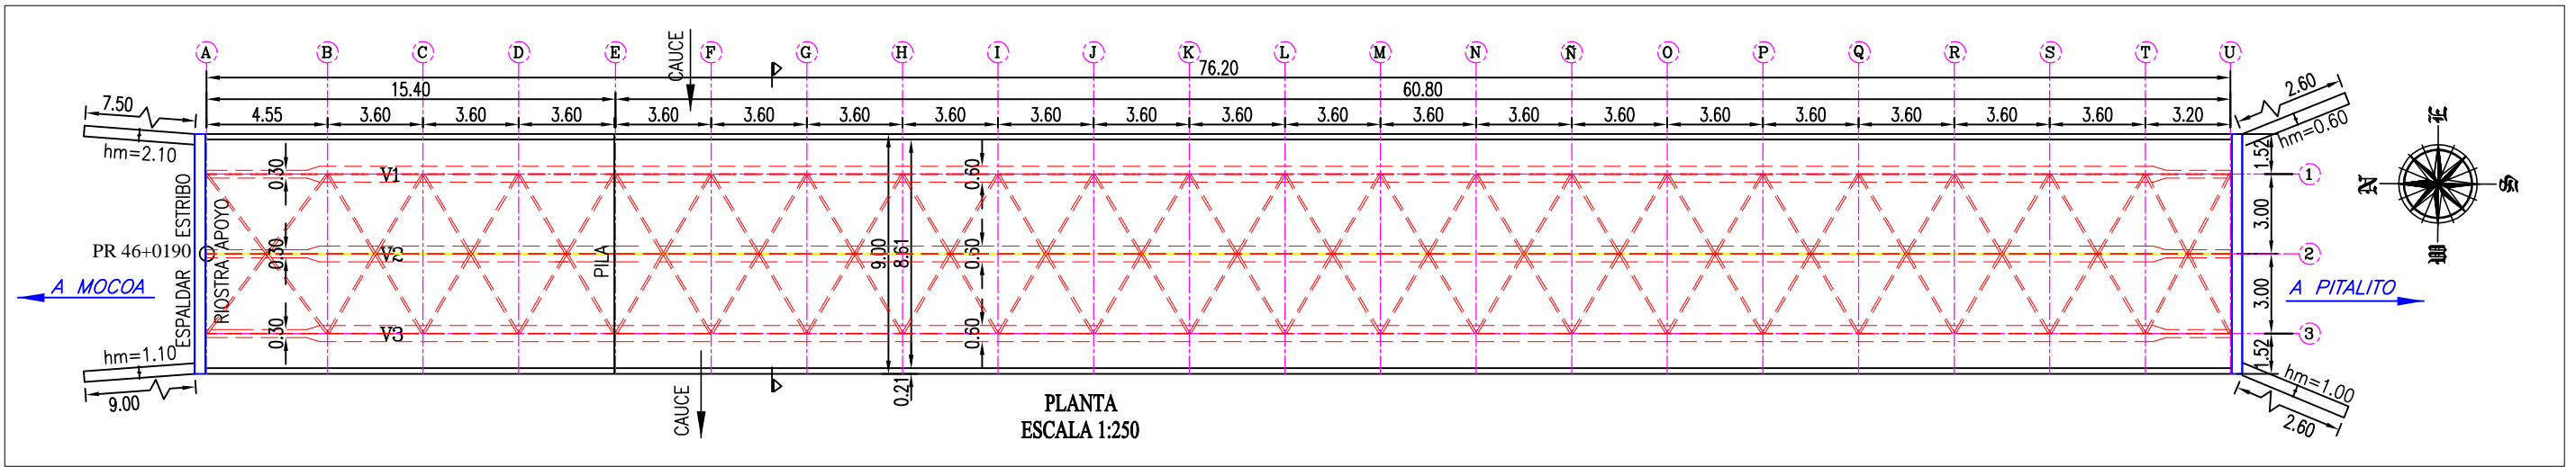 A B C D E F G H I J K L M N Ñ O P Q R S T U
CAUCE
76.20
15.40 60.80
4.55 3.60 3.60 3.60 3.60 3.60 3.60 3.60 3.60 3.60 3.60 3.60 3.60 3.60 3.60 3.60 3.60 3.60 3.60 3.20
7.50
hm=2.10
2.60
hm=0.60
1.52
E
N
S
W
0.30
V1
0.60
1
ESPALDAR ESTRIBO
RIOSTRA APOYO
PR 46+0190
0.30
V2
PILA
9.00
8.61
0.60
3.00
2
A MOCOA
A PITALITO
3.00
0.30
V3
0.60
3
1.52
hm=1.10
9.00
hm=1.00
2.60
CAUCE
0.21
PLANTA
ESCALA 1:250